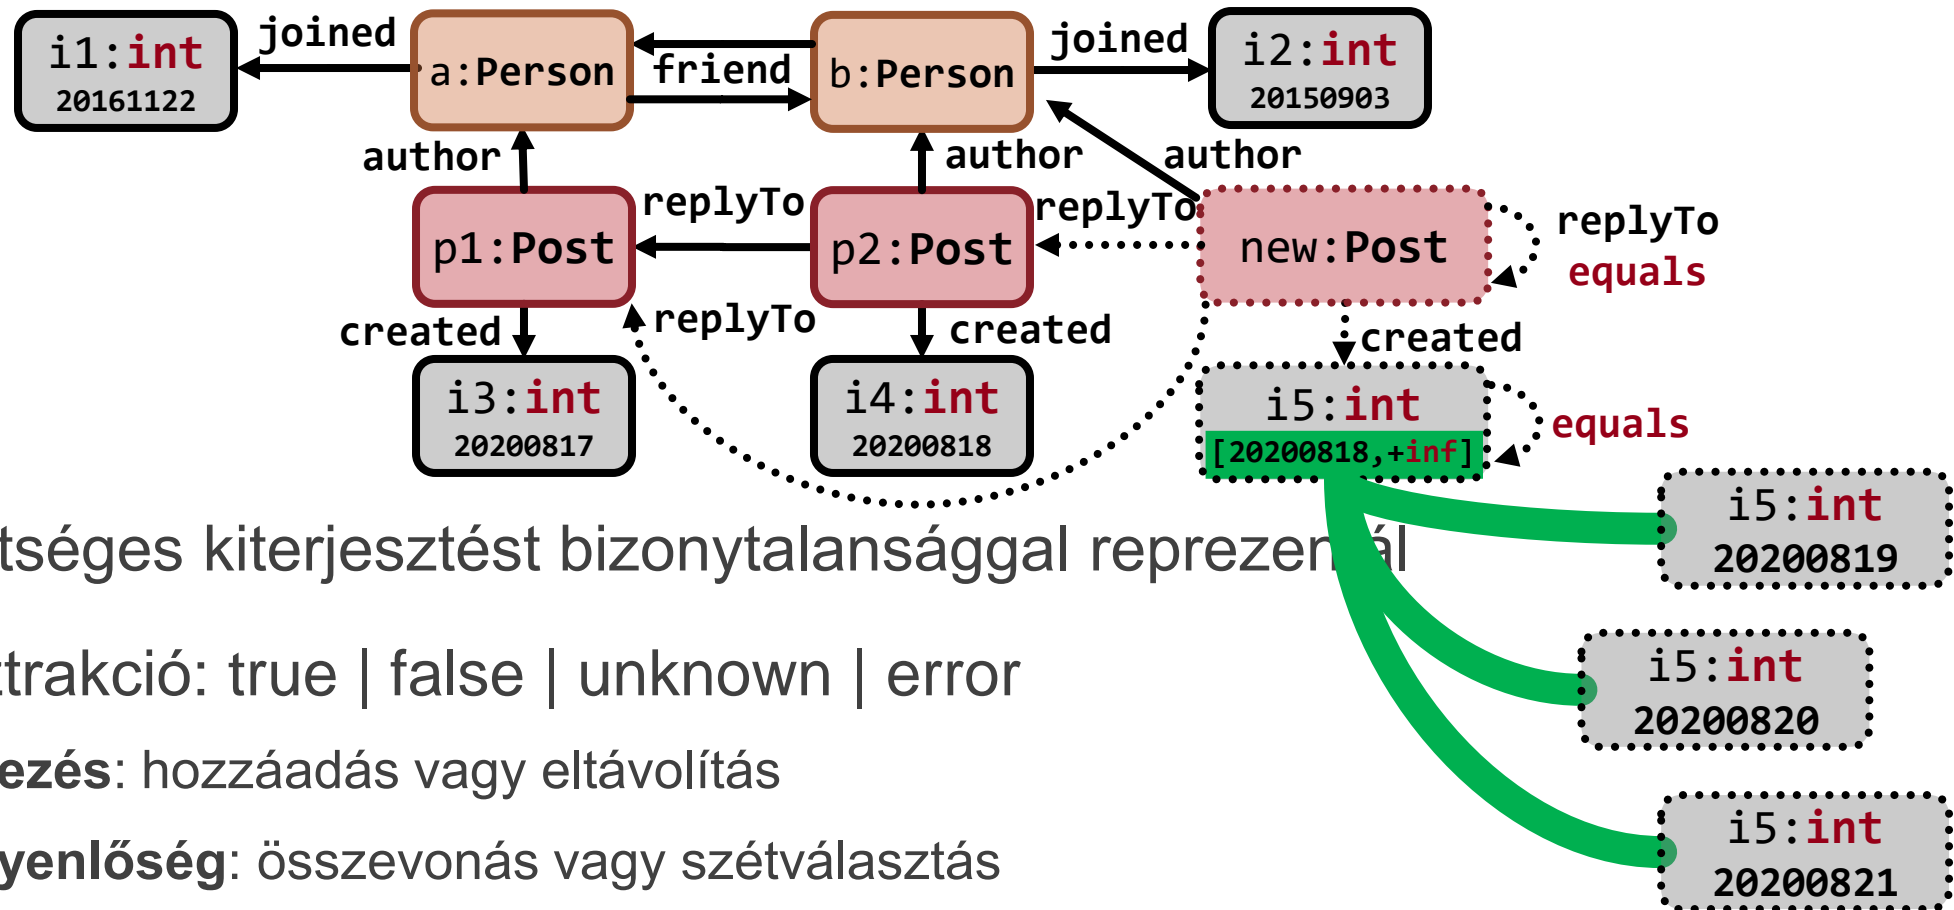 i1:int
20161122
joined
a:Person
friend
b:Person
joined
i2:int
20150903
author
author
author
p1:Post
replyTo
p2:Post
replyTo
new:Post
replyTo
equals
created
replyTo
created
created
i3:int
20200817
i4:int
20200818
i5:int
[20200818,+inf]
equals
i5:int
20200819
i5:int
20200820
i5:int
20200821
tséges kiterjesztést bizonytalansággal reprezentál
ttrakció: true | false | unknown | error
ezés: hozzáadás vagy eltávolítás
yenlőség: összevonás vagy szétválasztás